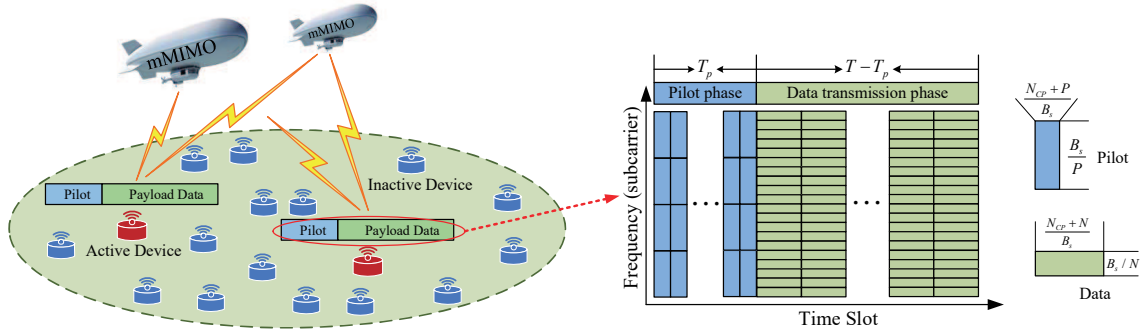 mMIMO
mMIMO
Inactive Device
Pilot Payload Data
Active Device
Pilot Payload Data
T_p
T − T_p
Pilot phase
Data transmission phase
Frequency (subcarrier)
... ...
Time Slot
N_CP + P
B_s
B_s
P
Pilot
N_CP + N
B_s
B_s / N
Data